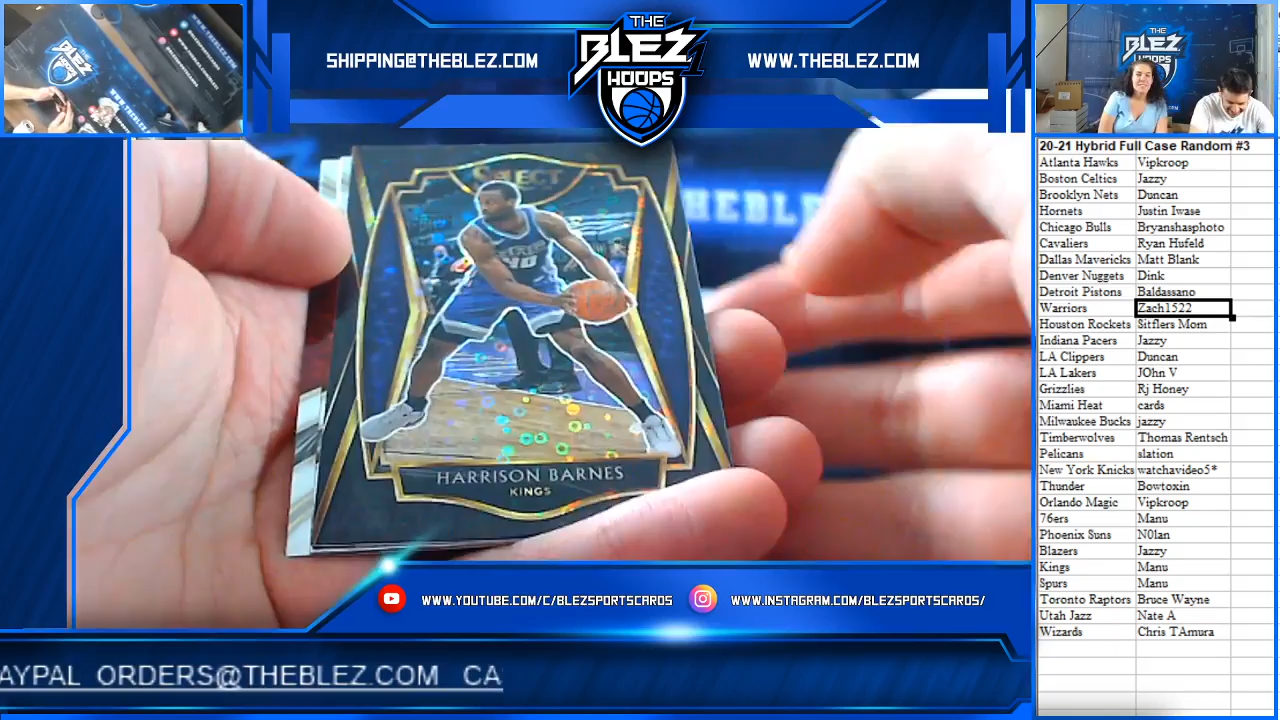 SHIPPING@THEBLEZ.COM
THE
BLEZ
HOOPS
1
WWW.THEBLEZ.COM
THE
BLEZ
SELECT
HARRISON BARNES
KINGS
THEBLE
20-21 Hybrid Full Case Random #3
Atlanta Hawks Vipkroop
Boston Celtics Jazzy
Brooklyn Nets Duncan
Hornets Justin Iwase
Chicago Bulls Bryanshasphoto
Cavaliers Ryan Hufeld
Dallas Mavericks Matt Blank
Denver Nuggets Dink
Detroit Pistons Baldassano
Warriors Zach1522
Houston Rockets Sitflers Mom
Indiana Pacers Jazzy
LA Clippers Duncan
LA Lakers JOhn V
Grizzlies Rj Honey
Miami Heat cards
Milwaukee Bucks jazzy
Timberwolves Thomas Rentsch
Pelicans slation
New York Knicks watchavideo5*
Thunder Bowtoxin
Orlando Magic Vipkroop
76ers Manu
Phoenix Suns N0lan
Blazers Jazzy
Kings Manu
Spurs Manu
Toronto Raptors Bruce Wayne
Utah Jazz Nate A
Wizards Chris TAmura
WWW.YOUTUBE.COM/C/BLEZSPORTSCARDS
WWW.INSTAGRAM.COM/BLEZSPORTSCARDS/
AYPAL ORDERS@THEBLEZ.COM CA